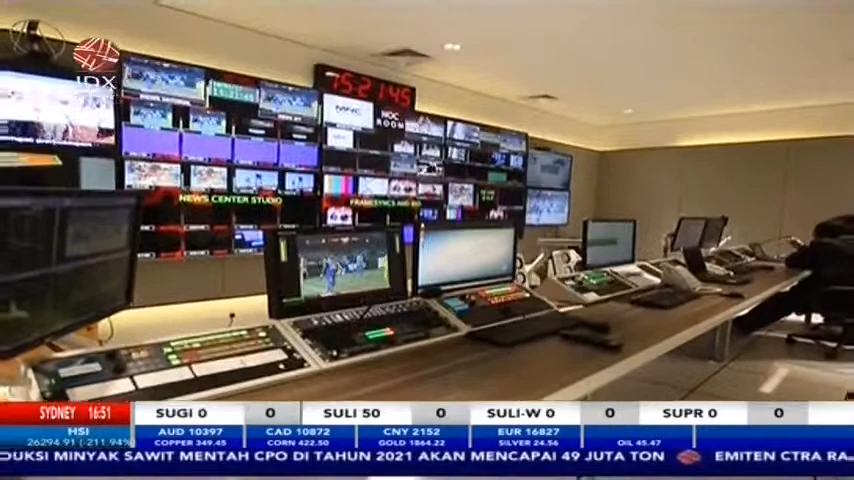 IDX
15:21:45
MNC
NOC
ROOM
NEWS CENTER STUDIO
SYDNEY 16:51
SUGI 0 0 SULI 50 0 SULI-W 0 0 SUPR 0 0
HSI
26294.91 (-211.94%)
AUD 10397 CAD 10872 CNY 2152 EUR 16827
COPPER 349.45 CORN 422.50 GOLD 1864.22 SILVER 24.56 OIL 45.47
DUKSI MINYAK SAWIT MENTAH CPO DI TAHUN 2021 AKAN MENCAPAI 49 JUTA TON EMITEN CTRA RA